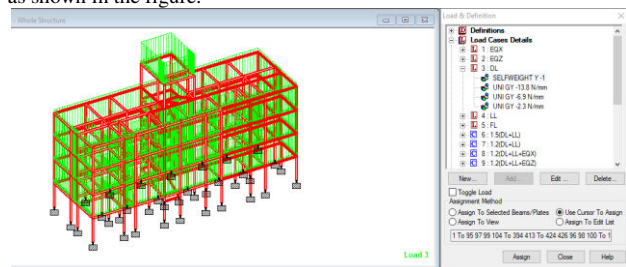 as shown in the figure.
Whole Structure
Load 3
Load & Definition
Definitions
Load Cases Details
1 : EQX
2 : EQZ
3 : DL
SELFWEIGHT Y -1
UNI GY -13.8 N/mm
UNI GY -6.9 N/mm
UNI GY -2.3 N/mm
4 : LL
5 : FL
6 : 1.5(DL+LL)
7 : 1.2(DL+LL)
8 : 1.2(DL+LL+EQX)
9 : 1.2(DL+LL+EQZ)
New... Add... Edit ... Delete...
Toggle Load
Assignment Method
Assign To Selected Beams/Plates Use Cursor To Assign
Assign To View Assign To Edit List
1 To 95 97 99 104 To 394 413 To 424 426 96 98 100 To 1
Assign Close Help